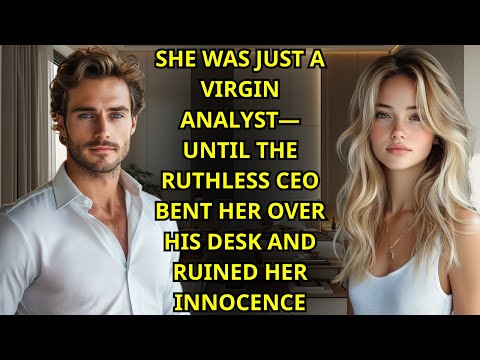 SHE WAS JUST A
VIRGIN
ANALYST—
UNTIL THE
RUTHLESS CEO
BENT HER OVER
HIS DESK AND
RUINED HER
INNOCENCE